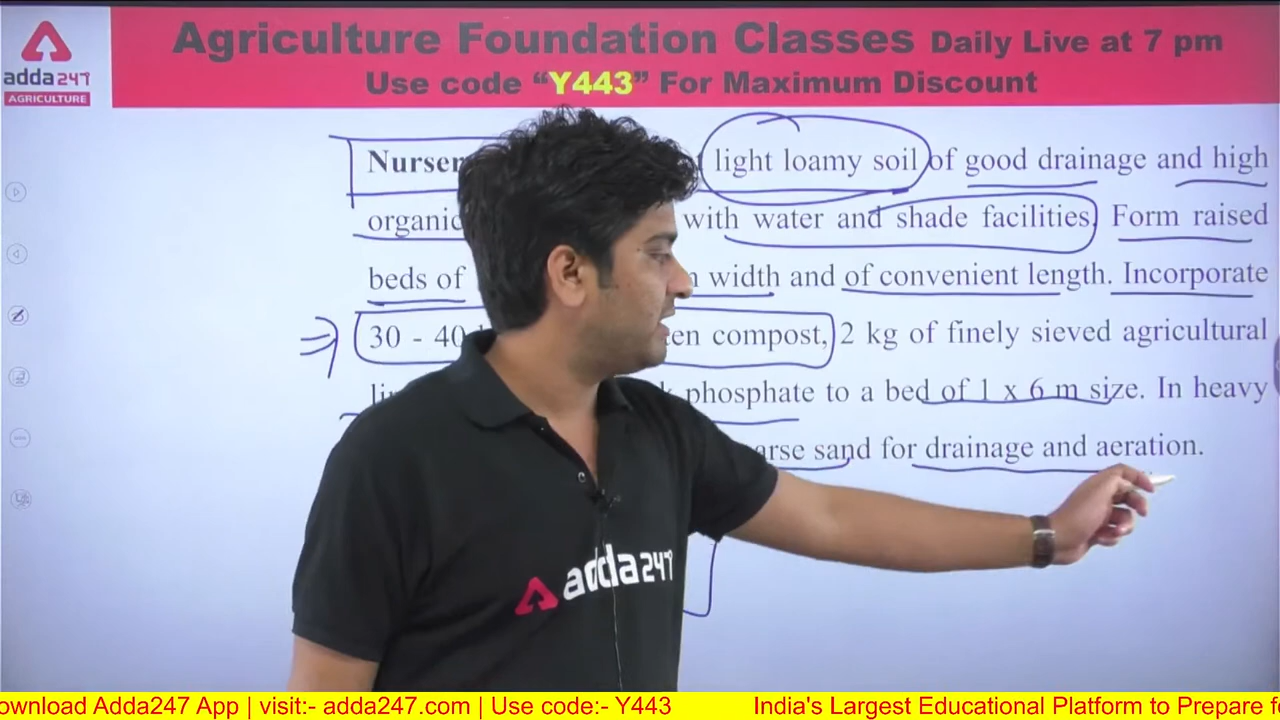 Agriculture Foundation Classes Daily Live at 7 pm
adda247
AGRICULTURE
Use code “Y443” For Maximum Discount
light loamy soil of good drainage and high
organic with water and shade facilities. Form raised
beds of width and of convenient length. Incorporate
30 - 40 compost, 2 kg of finely sieved agricultural
phosphate to a bed of 1 x 6 m size. In heavy
sand for drainage and aeration.
adda247
Download Adda247 App | visit:- adda247.com | Use code:- Y443 India's Largest Educational Platform to Prepare